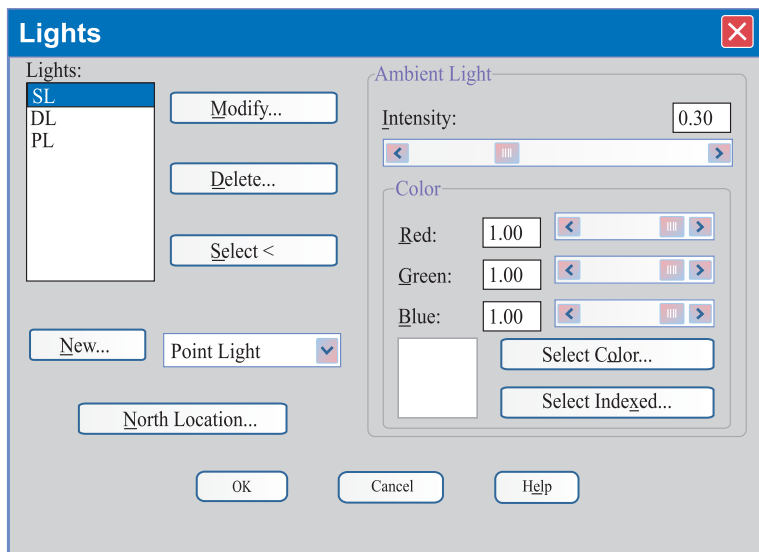 Lights
Lights:
SL
DL
PL
Modify...
Delete...
Select <
New...
Point Light
North Location...
Ambient Light
Intensity:
0.30
Color
Red:
1.00
Green:
1.00
Blue:
1.00
Select Color...
Select Indexed...
OK
Cancel
Help